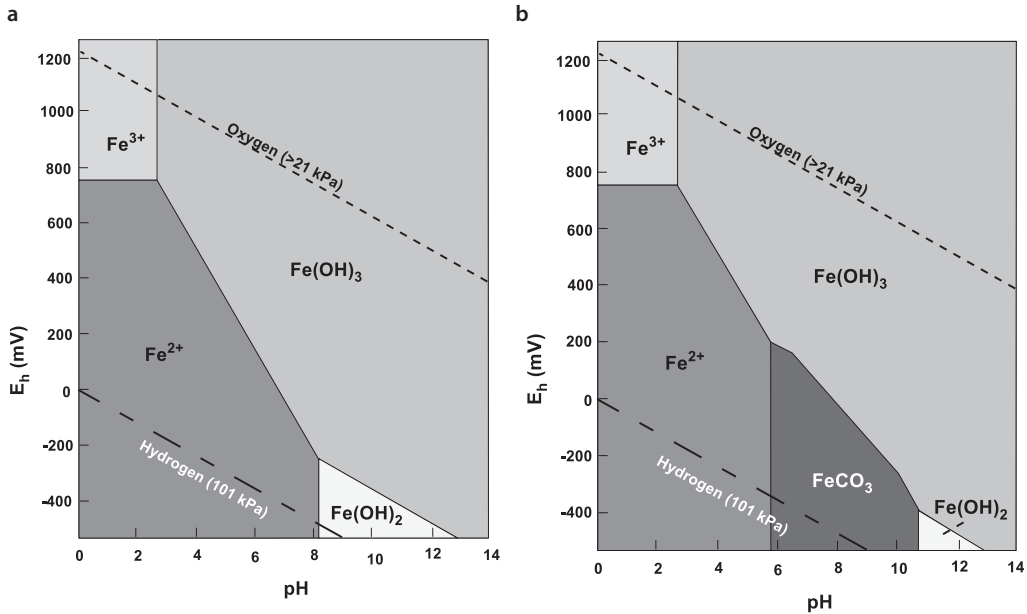 a
1200
1000
800
600
400
200
0
-200
-400
E_h (mV)
Fe³⁺
Oxygen (>21 kPa)
Fe(OH)₃
Fe²⁺
Hydrogen (101 kPa)
Fe(OH)₂
0 2 4 6 8 10 12 14
pH
b
1200
1000
800
600
400
200
0
-200
-400
E_h (mV)
Fe³⁺
Oxygen (>21 kPa)
Fe(OH)₃
Fe²⁺
Hydrogen (101 kPa)
FeCO₃
Fe(OH)₂
0 2 4 6 8 10 12 14
pH